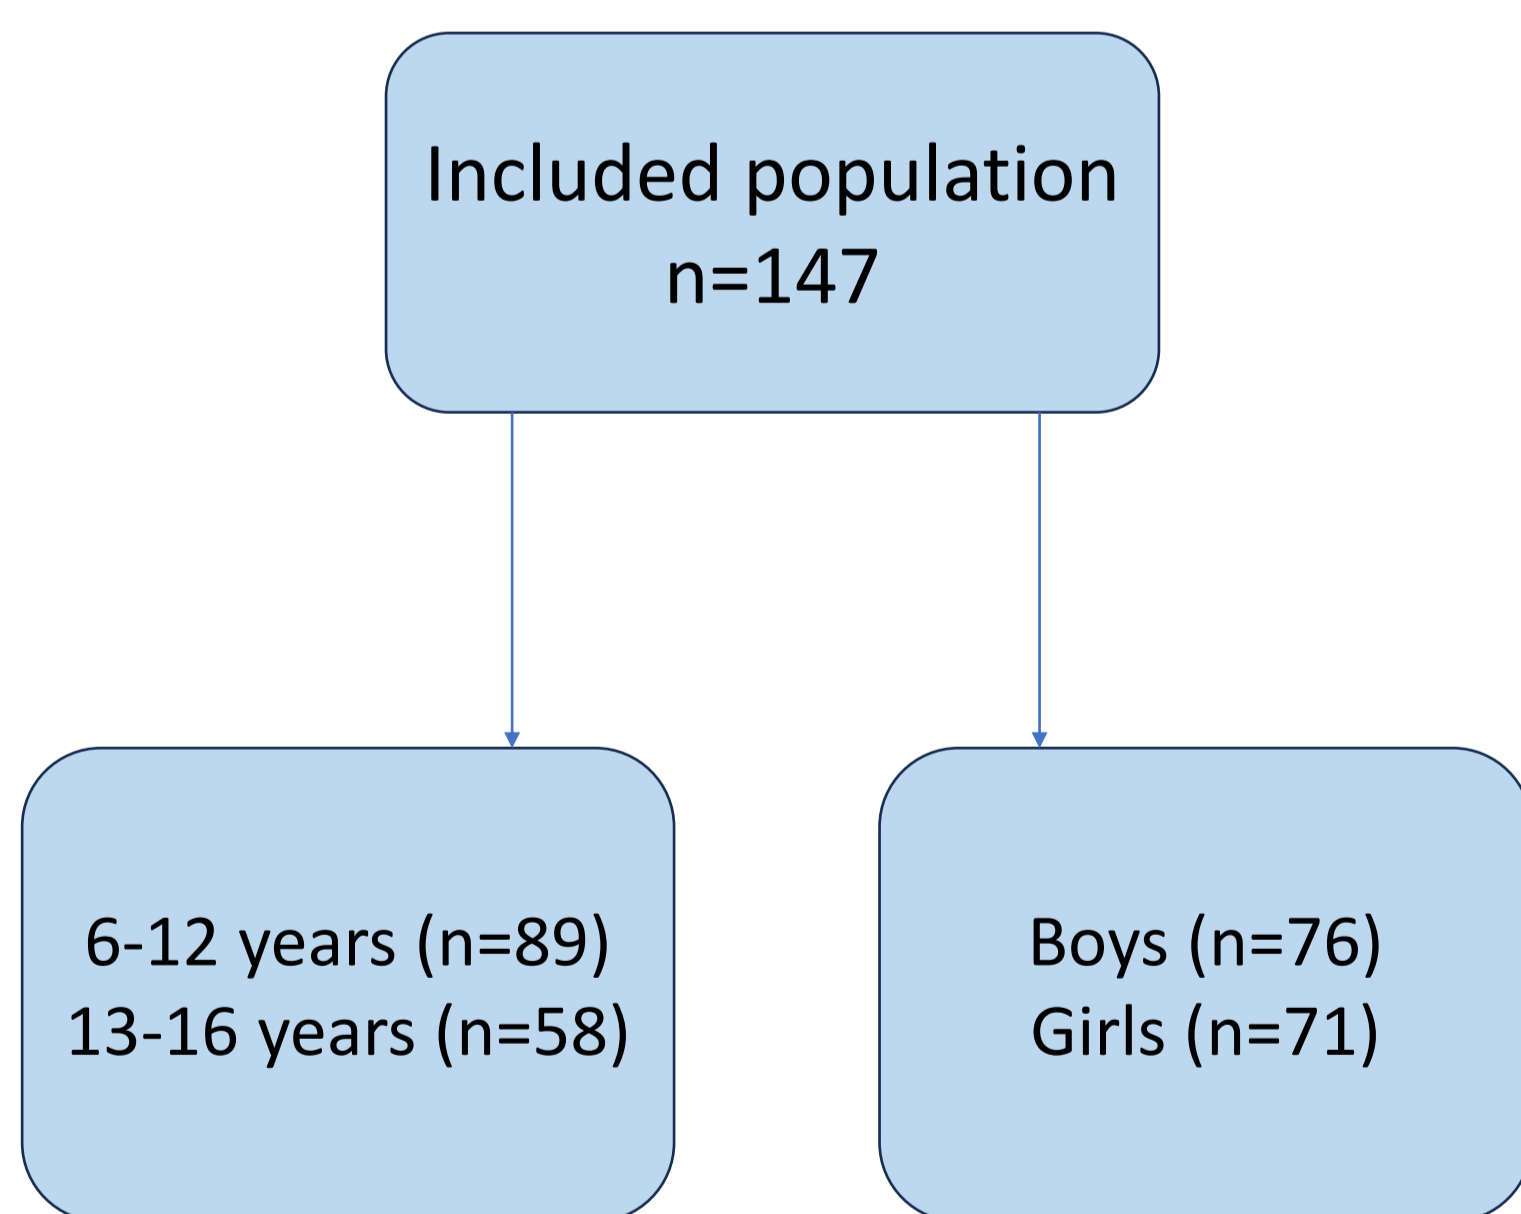 Included population
n=147
6-12 years (n=89)
13-16 years (n=58)
Boys (n=76)
Girls (n=71)